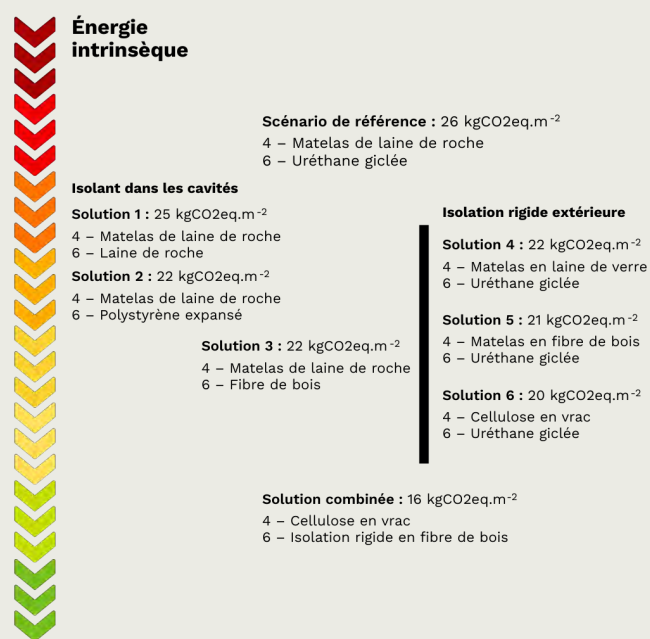 Énergie
intrinsèque
Scénario de référence : 26 kgCO2eq.m-2
4 – Matelas de laine de roche
6 – Uréthane giclée
Isolant dans les cavités
Solution 1 : 25 kgCO2eq.m-2
4 – Matelas de laine de roche
6 – Laine de roche
Solution 2 : 22 kgCO2eq.m-2
4 – Matelas de laine de roche
6 – Polystyrène expansé
Solution 3 : 22 kgCO2eq.m-2
4 – Matelas de laine de roche
6 – Fibre de bois
Isolation rigide extérieure
Solution 4 : 22 kgCO2eq.m-2
4 – Matelas en laine de verre
6 – Uréthane giclée
Solution 5 : 21 kgCO2eq.m-2
4 – Matelas en fibre de bois
6 – Uréthane giclée
Solution 6 : 20 kgCO2eq.m-2
4 – Cellulose en vrac
6 – Uréthane giclée
Solution combinée : 16 kgCO2eq.m-2
4 – Cellulose en vrac
6 – Isolation rigide en fibre de bois